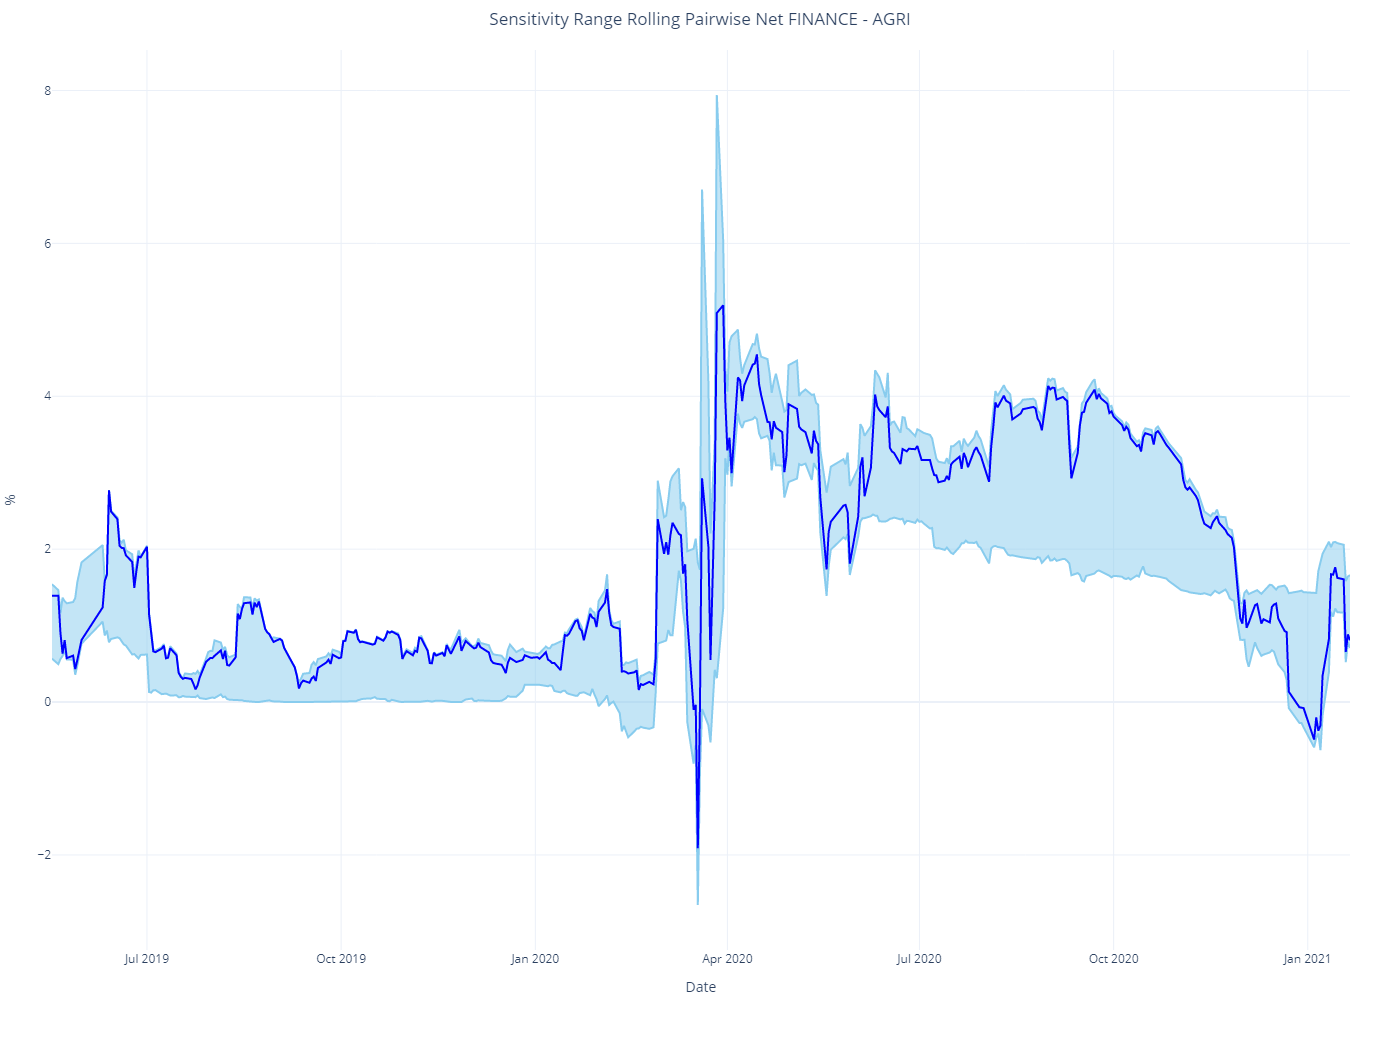 Sensitivity Range Rolling Pairwise Net FINANCE - AGRI
8
6
4
2
0
−2
%
Jul 2019
Oct 2019
Jan 2020
Apr 2020
Jul 2020
Oct 2020
Jan 2021
Date